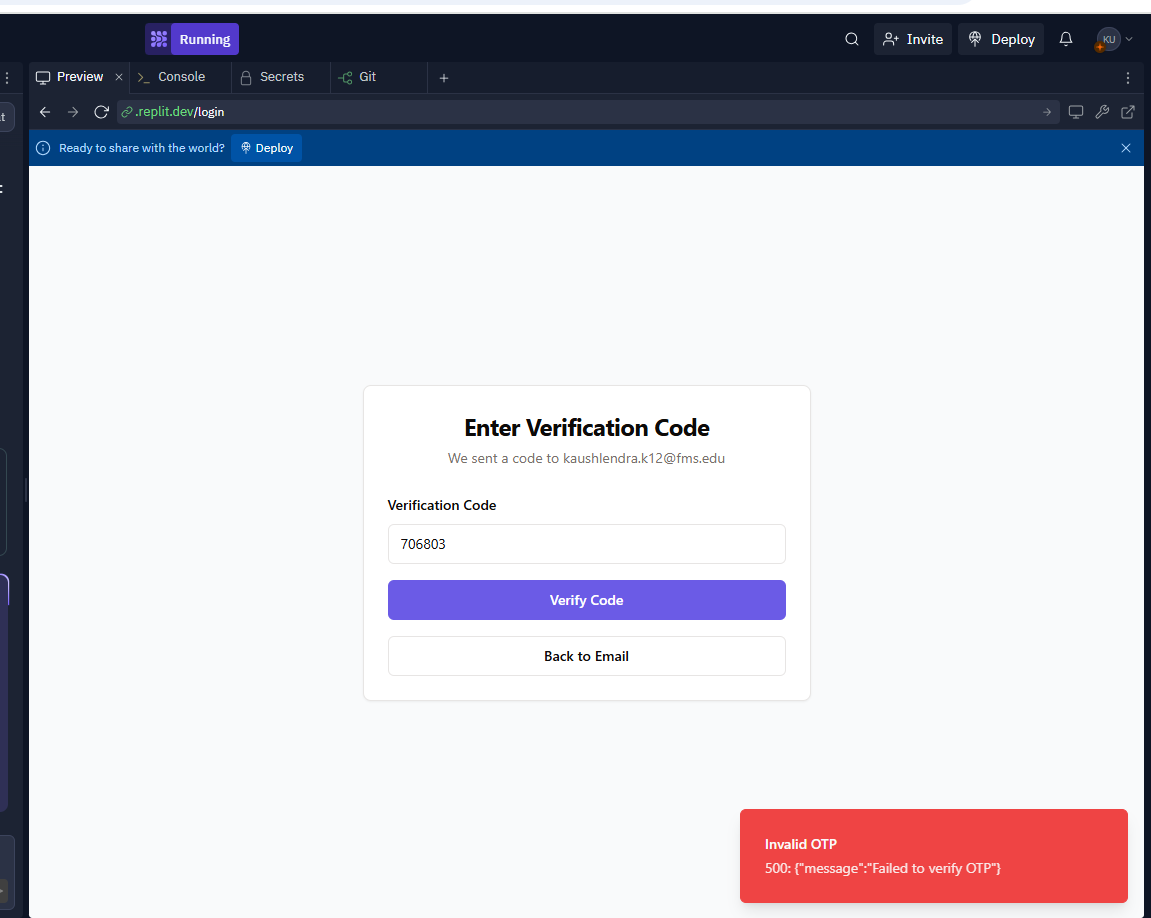 Running
Invite
Deploy
KU
Preview
Console
Secrets
Git
.replit.dev/login
Ready to share with the world?
Deploy
Enter Verification Code
We sent a code to kaushlendra.k12@fms.edu
Verification Code
706803
Verify Code
Back to Email
Invalid OTP
500: {"message":"Failed to verify OTP"}